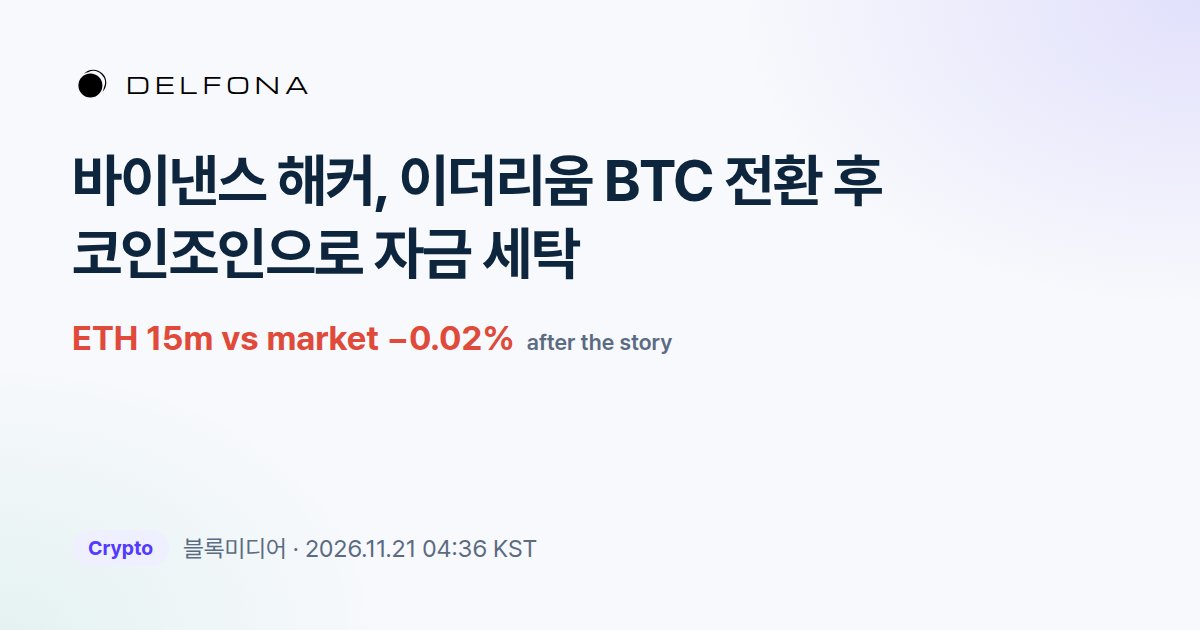 DELFONA
바이낸스 해커, 이더리움 BTC 전환 후
코인조인으로 자금 세탁
ETH 15m vs market −0.02% after the story
Crypto 블록미디어 · 2026.11.21 04:36 KST